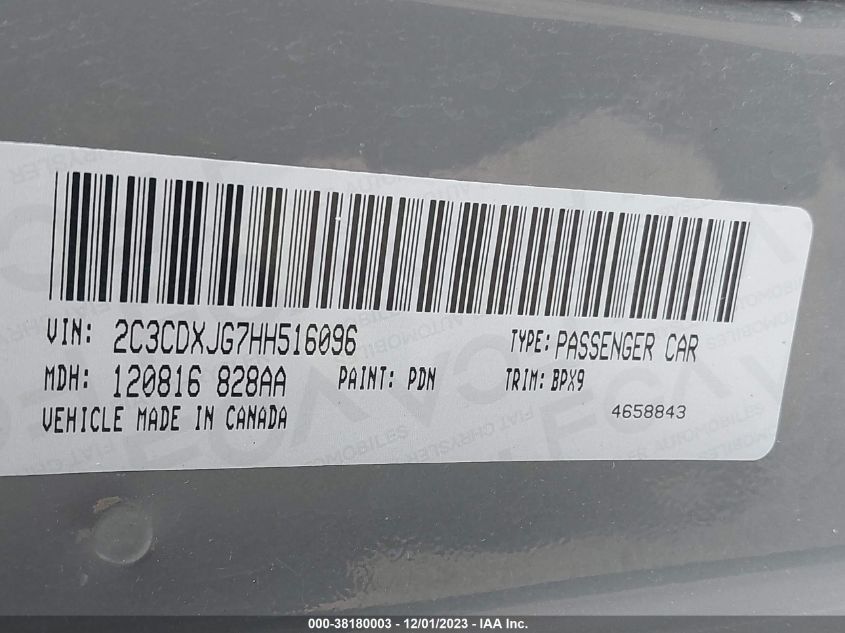 VIN: 2C3CDXJG7HH516096 TYPE: PASSENGER CAR
MDH: 120816 828AA PAINT: PDN TRIM: BPX9
VEHICLE MADE IN CANADA 4658843
000-38180003 - 12/01/2023 - © IAA Inc.